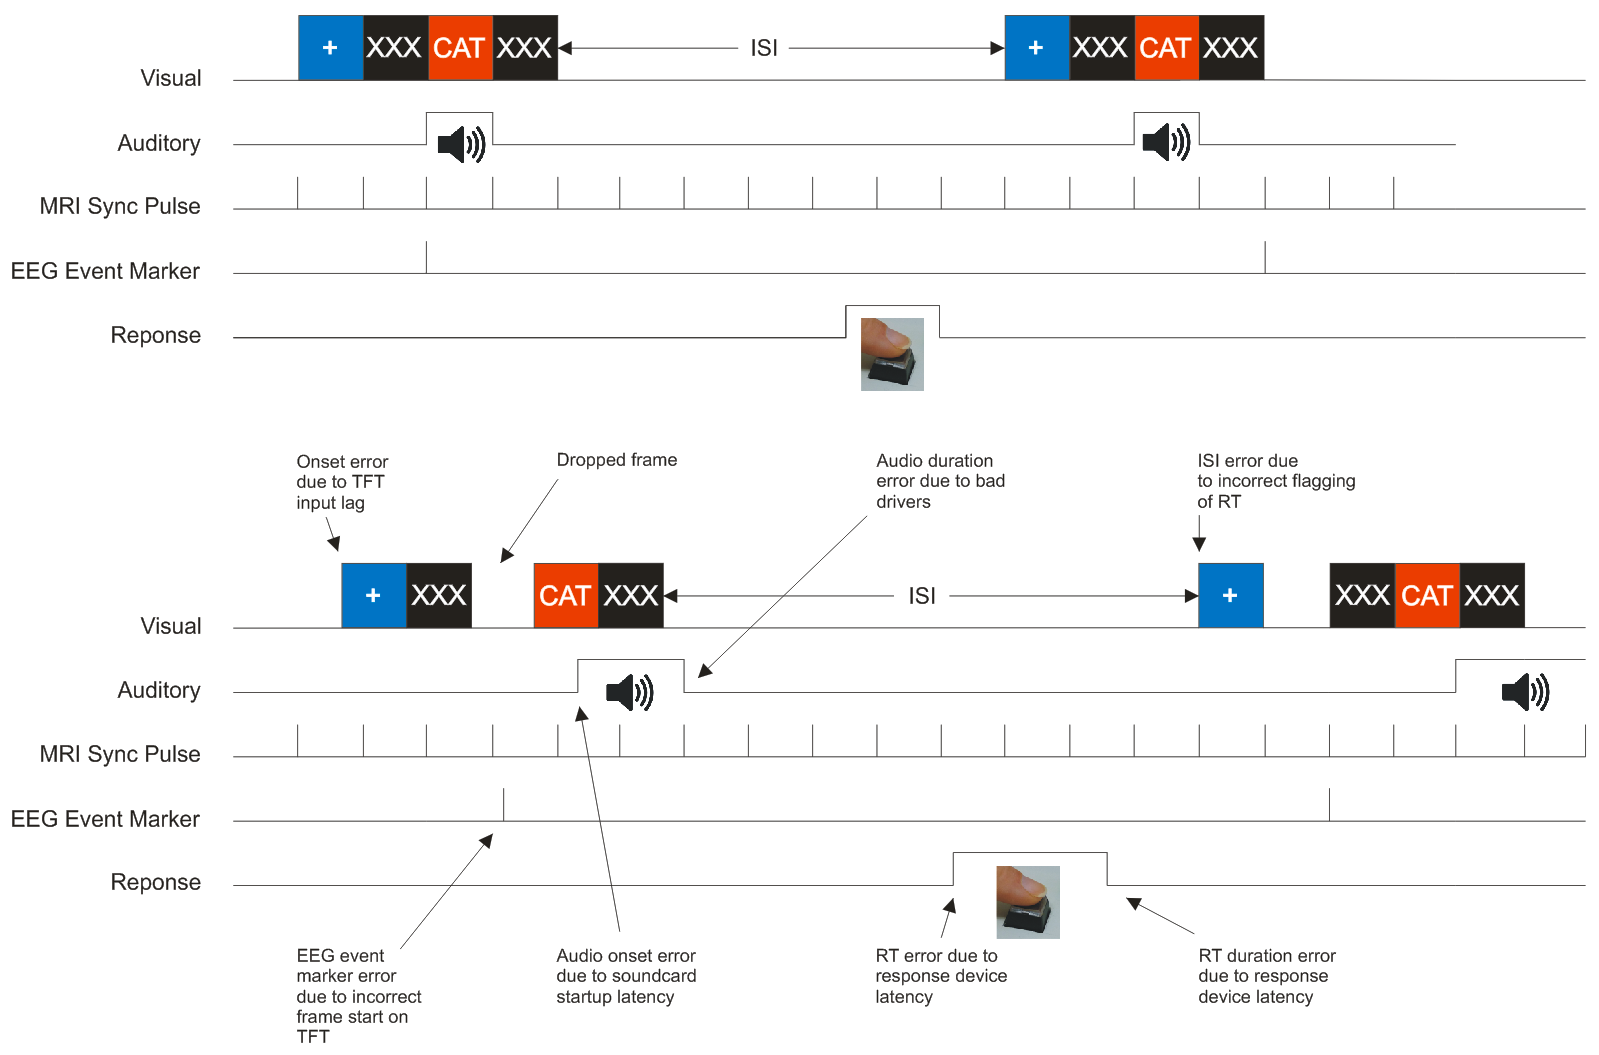 + XXX CAT XXX ISI + XXX CAT XXX
Visual
Auditory
MRI Sync Pulse
EEG Event Marker
Reponse
Onset error
due to TFT
input lag
Dropped frame
Audio duration
error due to bad
drivers
ISI error due
to incorrect flagging
of RT
+ XXX CAT XXX ISI + XXX CAT XXX
Visual
Auditory
MRI Sync Pulse
EEG Event Marker
Reponse
EEG event
marker error
due to incorrect
frame start on
TFT
Audio onset error
due to soundcard
startup latency
RT error due to
response device
latency
RT duration error
due to response
device latency